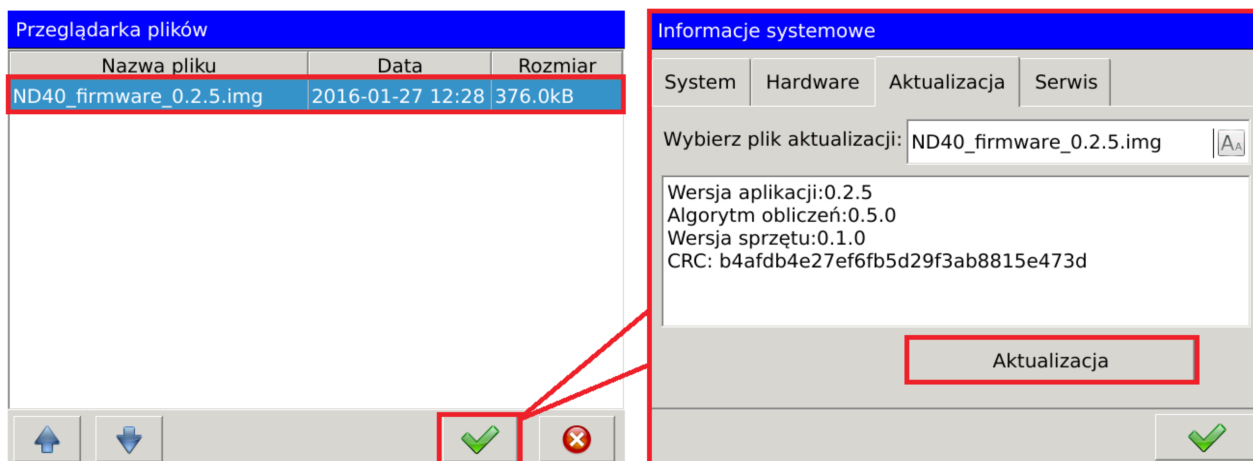 Przeglądarka plików
Nazwa pliku Data Rozmiar
ND40_firmware_0.2.5.img 2016-01-27 12:28 376.0kB
Informacje systemowe
System Hardware Aktualizacja Serwis
Wybierz plik aktualizacji: ND40_firmware_0.2.5.img AA
Wersja aplikacji:0.2.5
Algorytm obliczeń:0.5.0
Wersja sprzętu:0.1.0
CRC: b4afdb4e27ef6fb5d29f3ab8815e473d
Aktualizacja